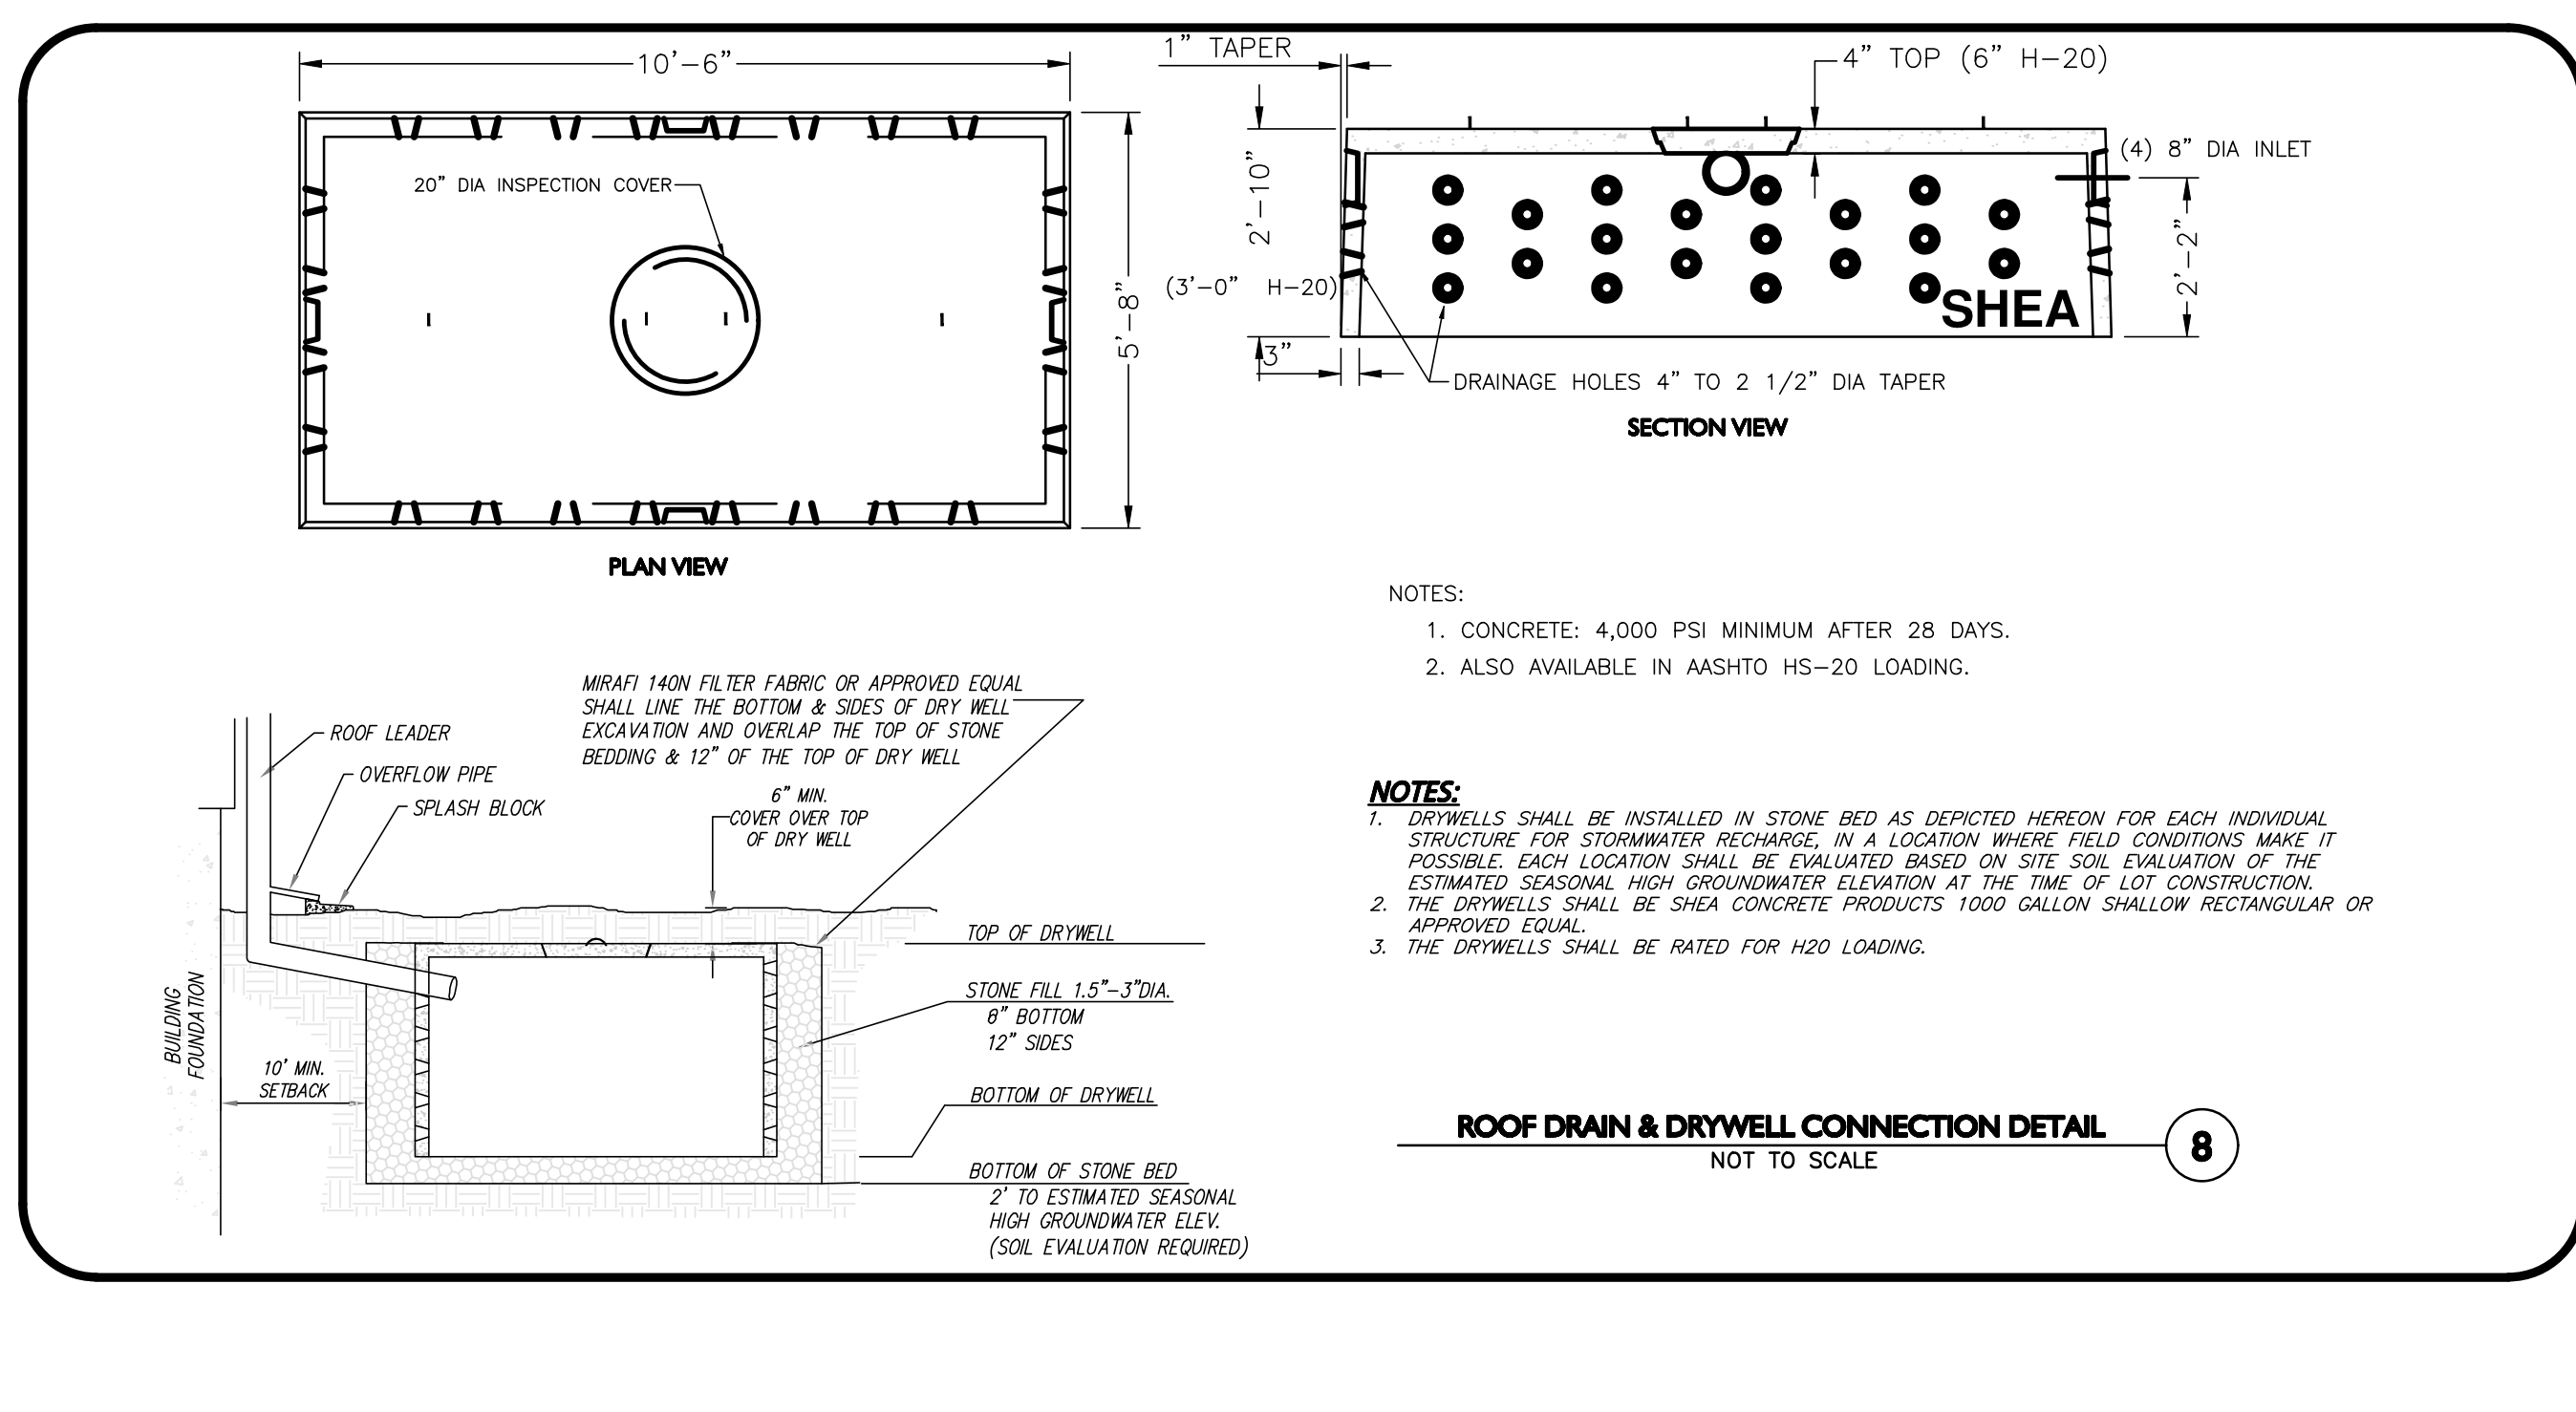 10'-6"
20" DIA INSPECTION COVER
5'-8"
PLAN VIEW
1" TAPER
4" TOP (6" H-20)
(4) 8" DIA INLET
2'-10"
(3'-0" H-20)
2'-2"
SHEA
3"
DRAINAGE HOLES 4" TO 2 1/2" DIA TAPER
SECTION VIEW
NOTES:
1. CONCRETE: 4,000 PSI MINIMUM AFTER 28 DAYS.
2. ALSO AVAILABLE IN AASHTO HS-20 LOADING.
MIRAFI 140N FILTER FABRIC OR APPROVED EQUAL
SHALL LINE THE BOTTOM & SIDES OF DRY WELL
EXCAVATION AND OVERLAP THE TOP OF STONE
BEDDING & 12" OF THE TOP OF DRY WELL
ROOF LEADER
OVERFLOW PIPE
SPLASH BLOCK
6" MIN.
COVER OVER TOP
OF DRY WELL
TOP OF DRYWELL
STONE FILL 1.5"-3"DIA.
6" BOTTOM
12" SIDES
BUILDING
FOUNDATION
10' MIN.
SETBACK
BOTTOM OF DRYWELL
BOTTOM OF STONE BED
2' TO ESTIMATED SEASONAL
HIGH GROUNDWATER ELEV.
(SOIL EVALUATION REQUIRED)
NOTES:
1. DRYWELLS SHALL BE INSTALLED IN STONE BED AS DEPICTED HEREON FOR EACH INDIVIDUAL
STRUCTURE FOR STORMWATER RECHARGE, IN A LOCATION WHERE FIELD CONDITIONS MAKE IT
POSSIBLE. EACH LOCATION SHALL BE EVALUATED BASED ON SITE SOIL EVALUATION OF THE
ESTIMATED SEASONAL HIGH GROUNDWATER ELEVATION AT THE TIME OF LOT CONSTRUCTION.
2. THE DRYWELLS SHALL BE SHEA CONCRETE PRODUCTS 1000 GALLON SHALLOW RECTANGULAR OR
APPROVED EQUAL.
3. THE DRYWELLS SHALL BE RATED FOR H20 LOADING.
ROOF DRAIN & DRYWELL CONNECTION DETAIL
NOT TO SCALE
8